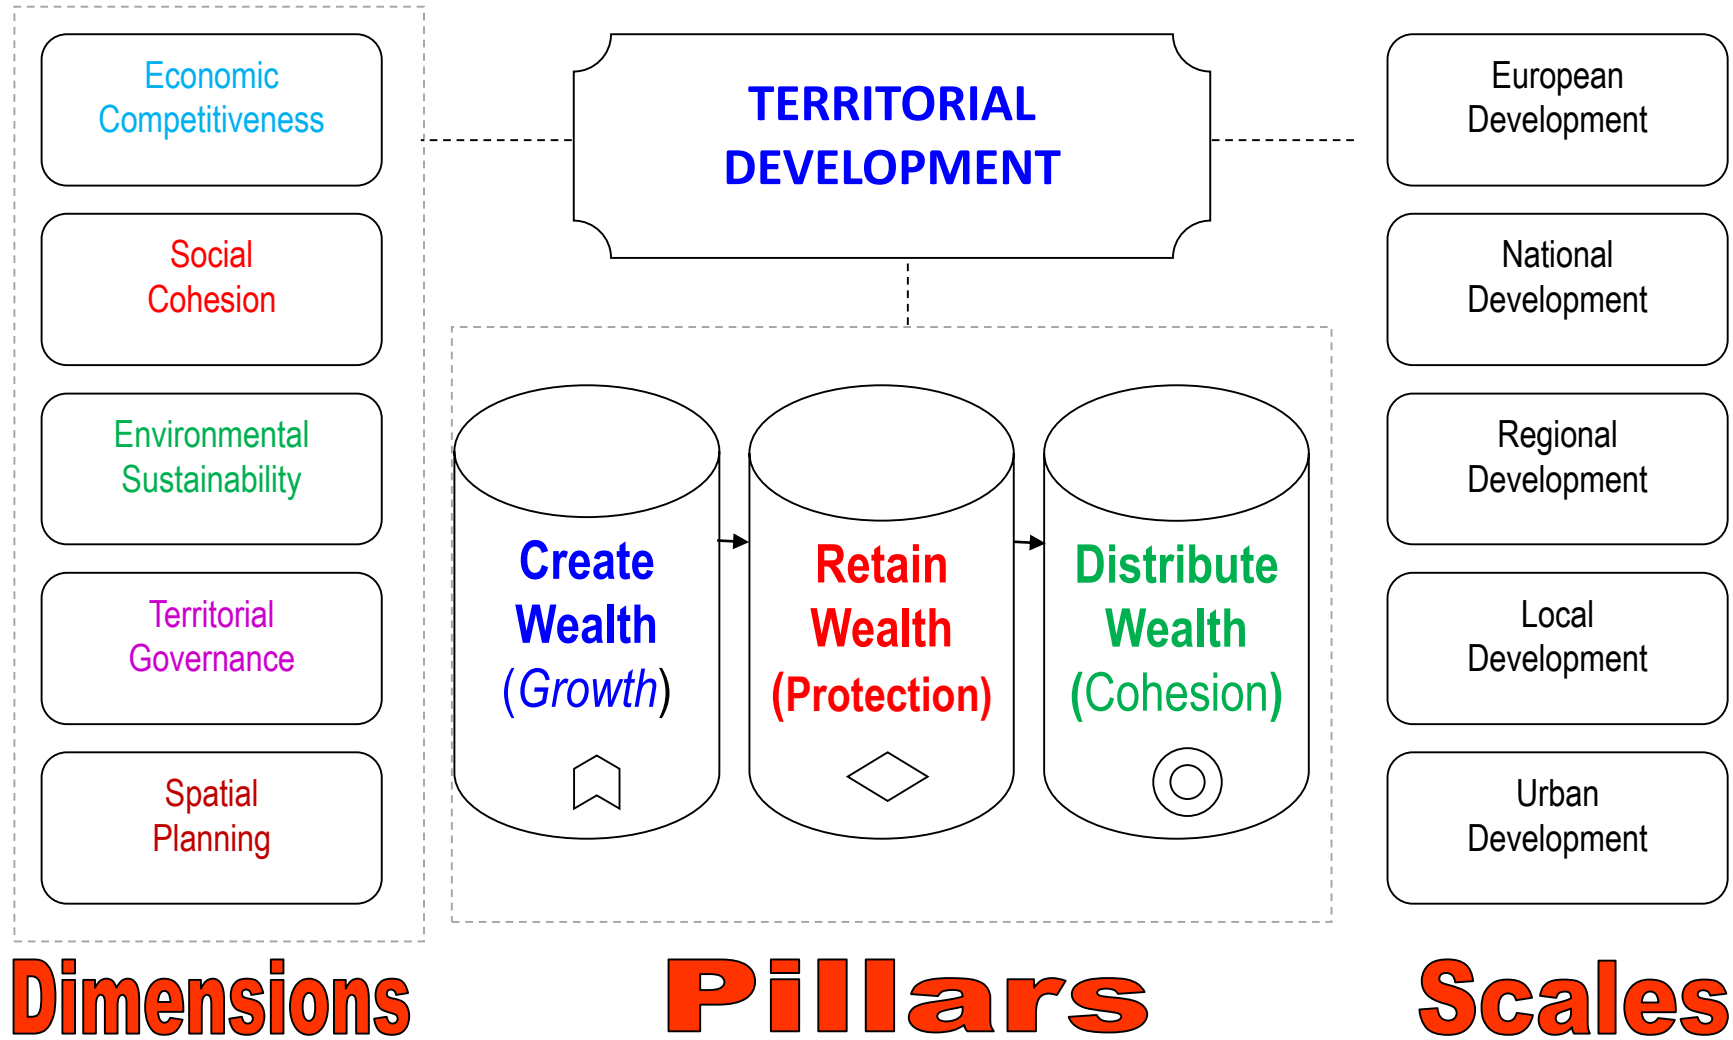 Economic
Competitiveness
Social
Cohesion
Environmental
Sustainability
Territorial
Governance
Spatial
Planning
Dimensions
TERRITORIAL
DEVELOPMENT
Create
Wealth
(Growth)
Retain
Wealth
(Protection)
Distribute
Wealth
(Cohesion)
Pillars
European
Development
National
Development
Regional
Development
Local
Development
Urban
Development
Scales